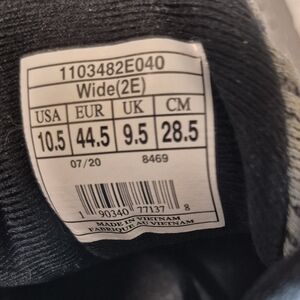 1103482E040
Wide(2E)
USA EUR UK CM
10.5 44.5 9.5 28.5
07/20 8469
1 90340 77137 8
MADE IN VIETNAM
FABRIQUE AU VIETNAM